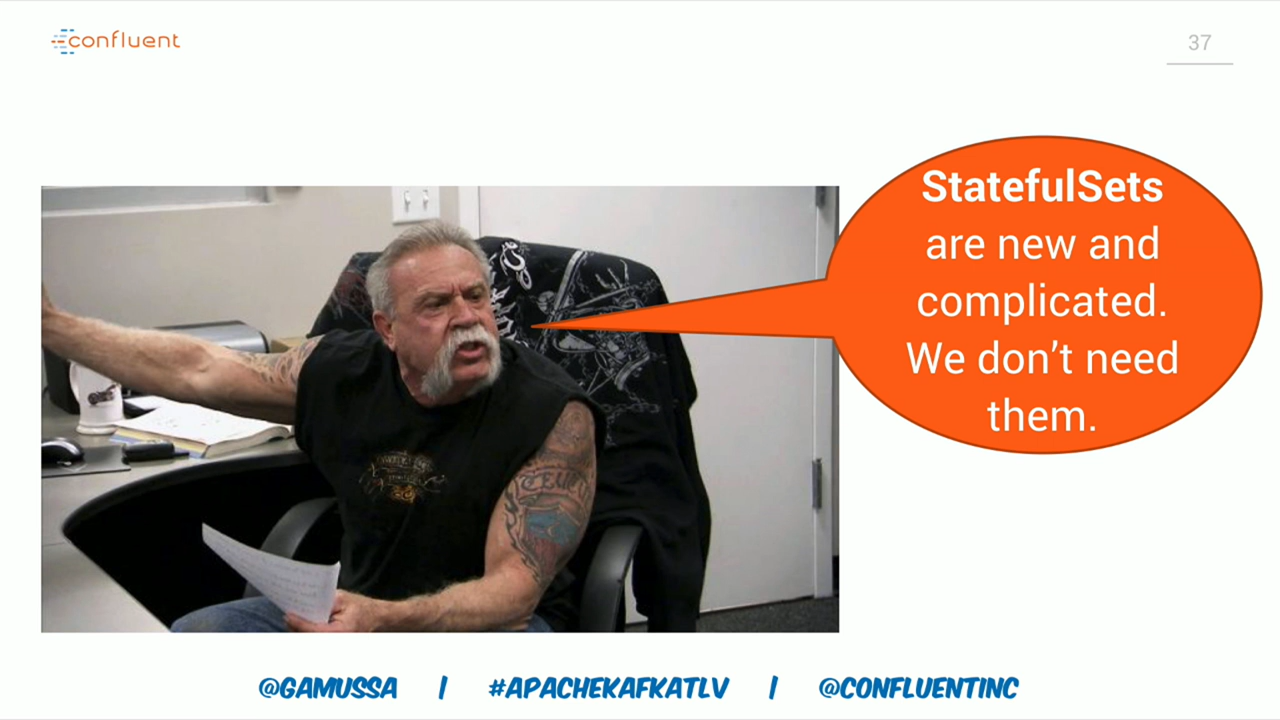 confluent
37
StatefulSets
are new and
complicated.
We don't need
them.
@GAMUSSA | #APACHEKAFKATLV | @CONFLUENTINC